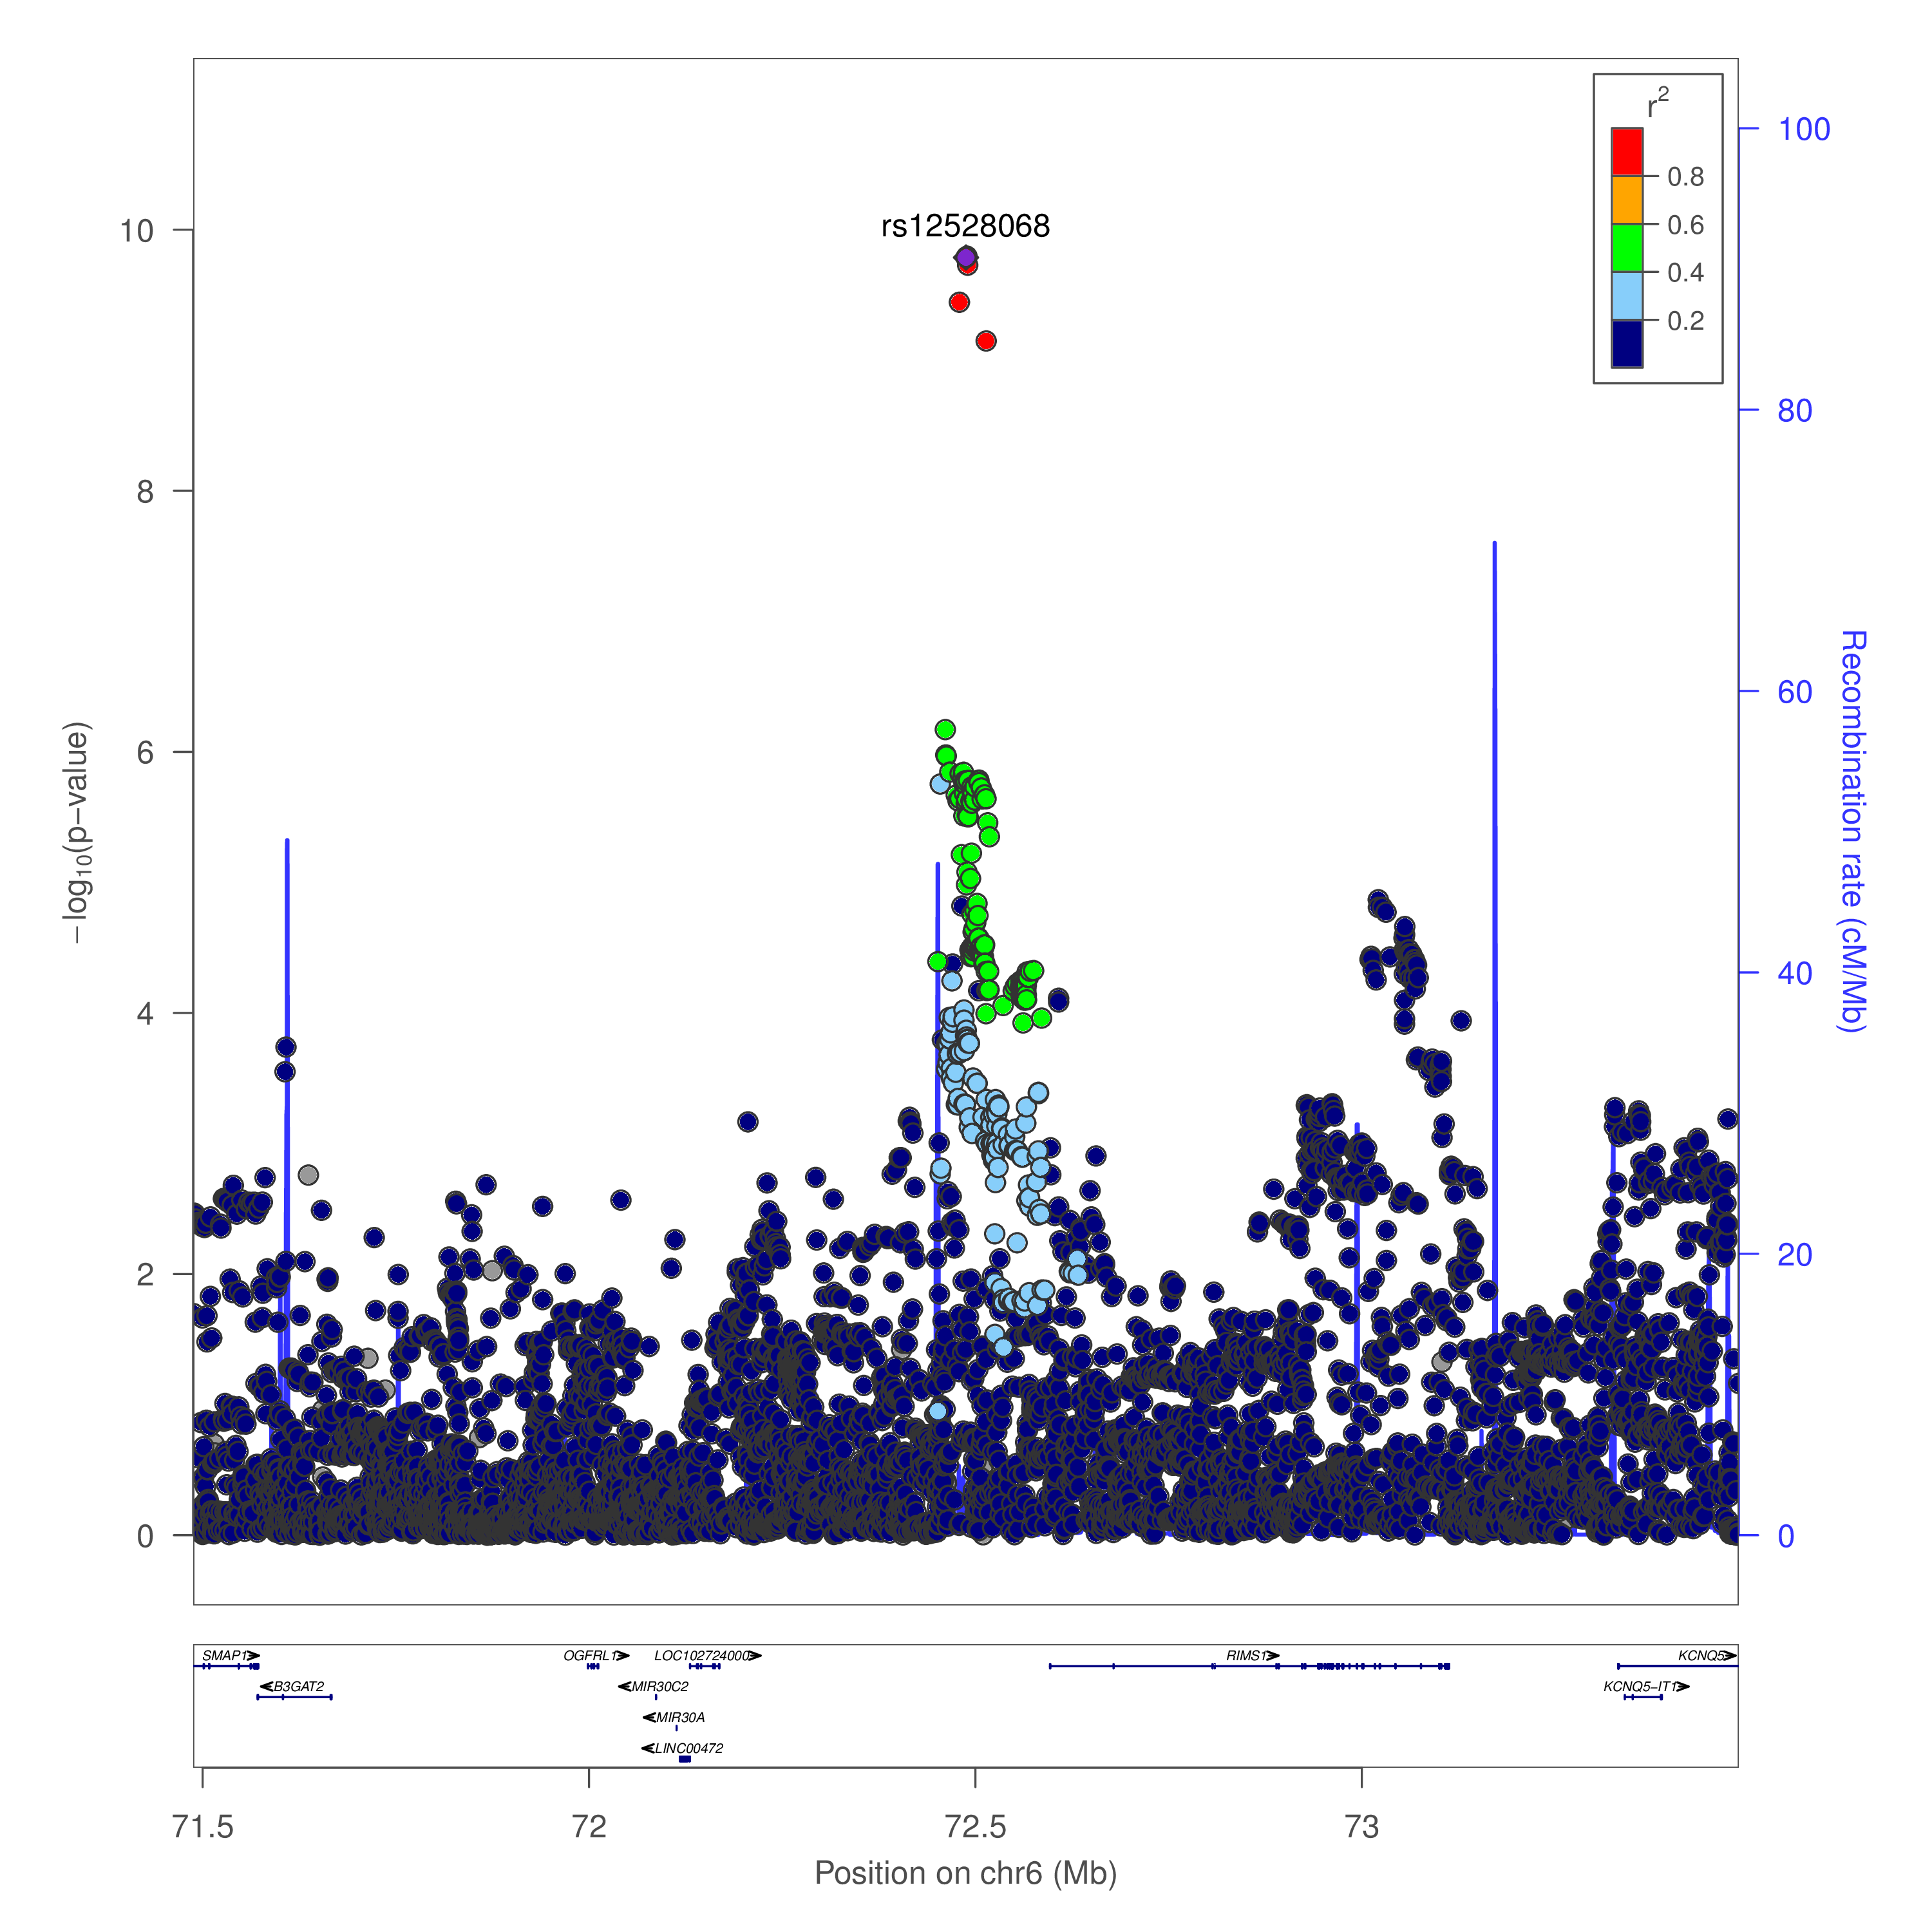 rs12528068
r2
0.8
0.6
0.4
0.2
10
8
6
4
2
0
−log10(p−value)
100
80
60
40
20
0
Recombination rate (cM/Mb)
SMAP1 OGFRL1 LOC102724000 RIMS1 KCNQ5
B3GAT2 MIR30C2 KCNQ5−IT1
MIR30A
LINC00472
71.5 72 72.5 73
Position on chr6 (Mb)